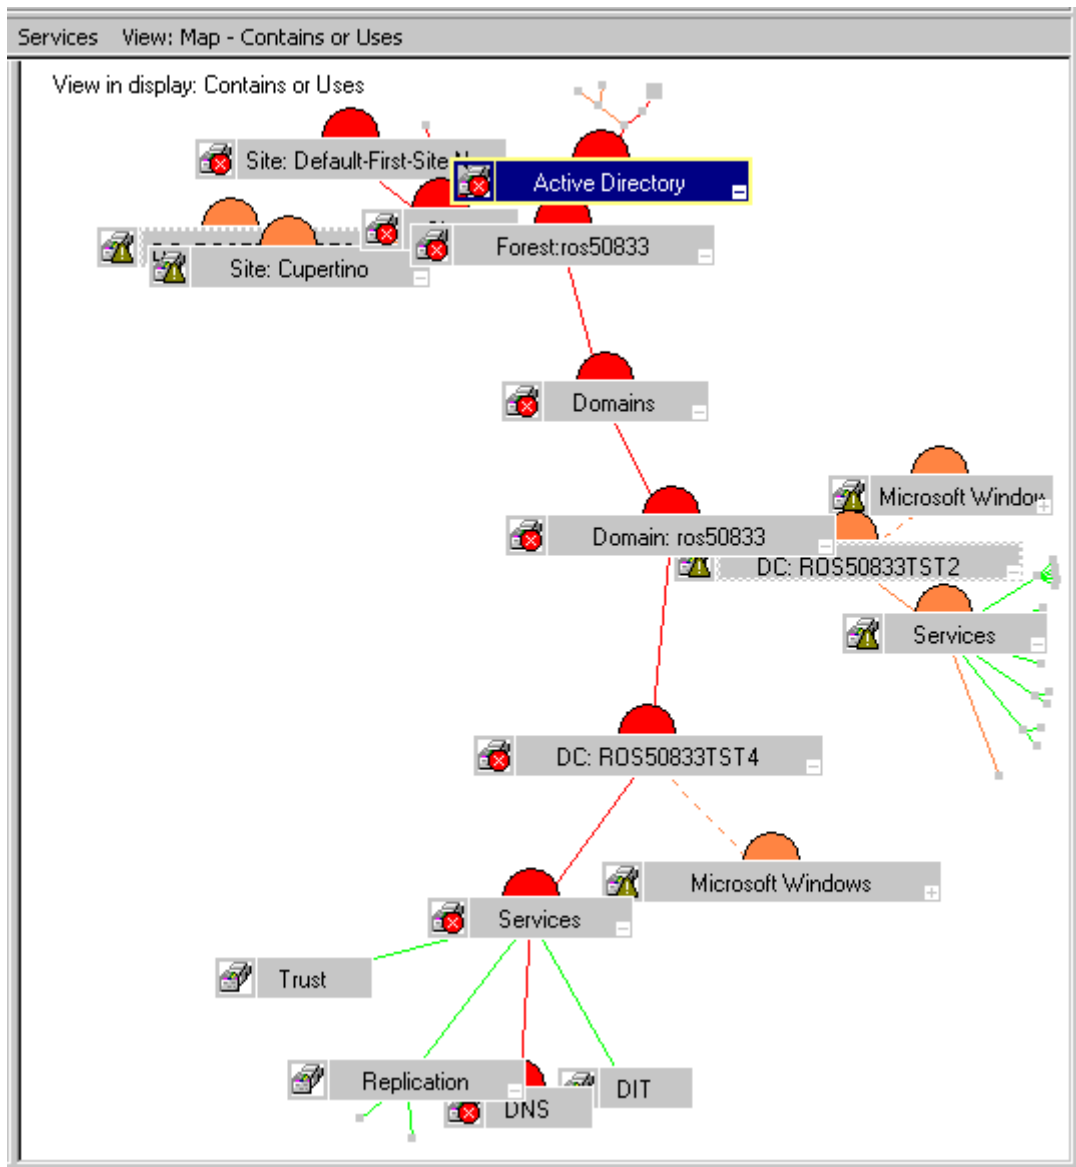 Services View: Map - Contains or Uses
View in display: Contains or Uses
Site: Default-First-Site
Active Directory
Forest:ros50833
Site: Cupertino
Domains
Microsoft Window
Domain: ros50833
DC: ROS50833TST2
Services
DC: ROS50833TST4
Microsoft Windows
Services
Trust
Replication
DIT
DNS